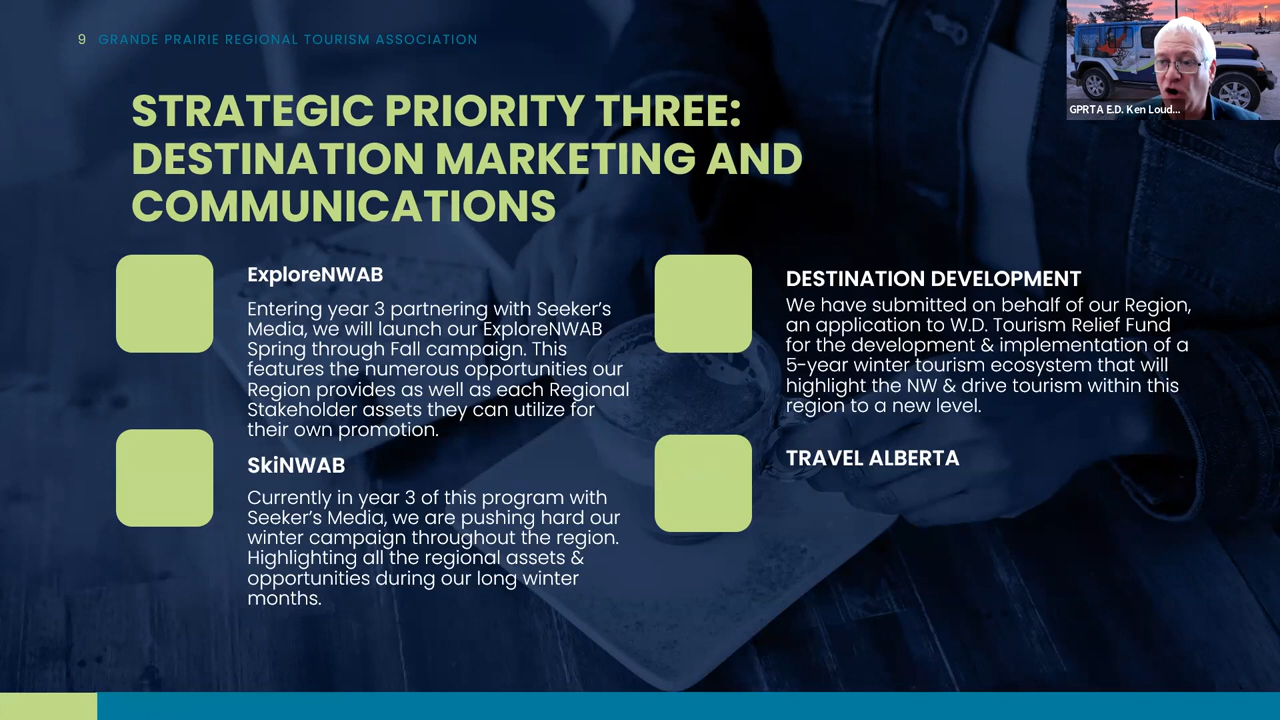 9 GRANDE PRAIRIE REGIONAL TOURISM ASSOCIATION
GPRTA E.D. Ken Loud...
STRATEGIC PRIORITY THREE:
DESTINATION MARKETING AND
COMMUNICATIONS
ExploreNWAB
Entering year 3 partnering with Seeker's
Media, we will launch our ExploreNWAB
Spring through Fall campaign. This
features the numerous opportunities our
Region provides as well as each Regional
Stakeholder assets they can utilize for
their own promotion.
SkiNWAB
Currently in year 3 of this program with
Seeker's Media, we are pushing hard our
winter campaign throughout the region.
Highlighting all the regional assets &
opportunities during our long winter
months.
DESTINATION DEVELOPMENT
We have submitted on behalf of our Region,
an application to W.D. Tourism Relief Fund
for the development & implementation of a
5-year winter tourism ecosystem that will
highlight the NW & drive tourism within this
region to a new level.
TRAVEL ALBERTA